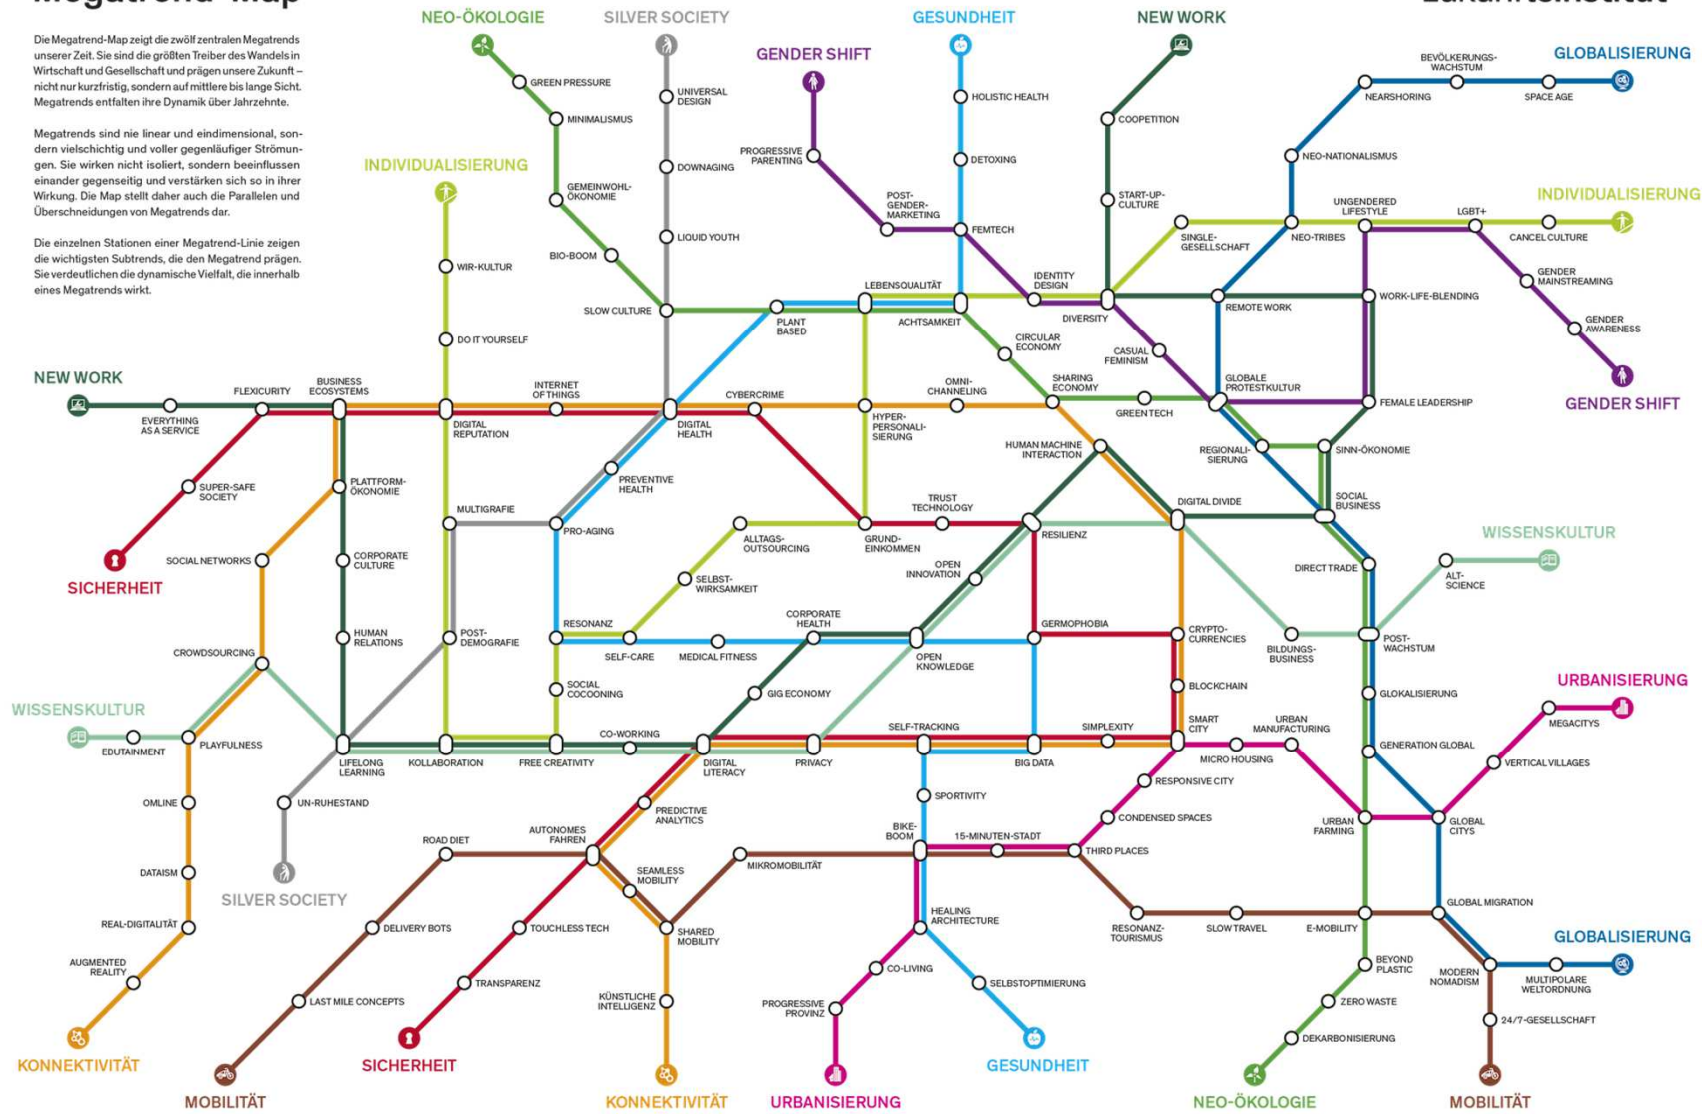 Megatrend-Map
zukunftsInstitut
Die Megatrend-Map zeigt die zwölf zentralen Megatrends
unserer Zeit. Sie sind die größten Treiber des Wandels in
Wirtschaft und Gesellschaft und prägen unsere Zukunft –
nicht nur kurzfristig, sondern auf mittlere bis lange Sicht.
Megatrends entfalten ihre Dynamik über Jahrzehnte.
Megatrends sind nie linear und eindimensional, son-
dern vielschichtig und voller gegenläufiger Strömun-
gen. Sie wirken nicht isoliert, sondern beeinflussen
einander gegenseitig und verstärken sich so in ihrer
Wirkung. Die Map stellt daher auch die Parallelen und
Überschneidungen von Megatrends dar.
Die einzelnen Stationen einer Megatrend-Linie zeigen
die wichtigsten Subtrends, die den Megatrend prägen.
Sie verdeutlichen die dynamische Vielfalt, die innerhalb
eines Megatrends wirkt.
NEO-ÖKOLOGIE
SILVER SOCIETY
GESUNDHEIT
NEW WORK
GENDER SHIFT
GLOBALISIERUNG
BEVÖLKERUNGS-
WACHSTUM
NEARSHORING
SPACE AGE
GREEN PRESSURE
UNIVERSAL
DESIGN
HOLISTIC HEALTH
MINIMALISMUS
COOPETITION
PROGRESSIVE
PARENTING
NEO-NATIONALISMUS
INDIVIDUALISIERUNG
DOWNAGING
DETOXING
GEMEINWOHL-
ÖKONOMIE
POST-
GENDER-
MARKETING
START-UP-
CULTURE
INDIVIDUALISIERUNG
UNGENDERED
LIFESTYLE
LGBT+
LIQUID YOUTH
FEMTECH
SINGLE-
GESELLSCHAFT
NEO-TRIBES
CANCEL CULTURE
BIO-BOOM
WIR-KULTUR
IDENTITY
DESIGN
GENDER
MAINSTREAMING
LEBENSQUALITÄT
SLOW CULTURE
PLANT
BASED
ACHTSAMKEIT
DIVERSITY
REMOTE WORK
WORK-LIFE-BLENDING
GENDER
AWARENESS
DO IT YOURSELF
CIRCULAR
ECONOMY
CASUAL
FEMINISM
NEW WORK
FLEXICURITY
BUSINESS
ECOSYSTEMS
INTERNET
OF THINGS
CYBERCRIME
OMNI-
CHANNELING
SHARING
ECONOMY
GLOBALE
PROTESTKULTUR
GENDER SHIFT
EVERYTHING
AS A SERVICE
DIGITAL
REPUTATION
DIGITAL
HEALTH
HYPER-
PERSONALI-
SIERUNG
GREEN TECH
FEMALE LEADERSHIP
HUMAN MACHINE
INTERACTION
REGIONALI-
SIERUNG
SINN-ÖKONOMIE
SUPER-SAFE
SOCIETY
PLATTFORM-
ÖKONOMIE
PREVENTIVE
HEALTH
TRUST
TECHNOLOGY
DIGITAL DIVIDE
SOCIAL
BUSINESS
MULTIGRAFIE
PRO-AGING
ALLTAGS-
OUTSOURCING
GRUND-
EINKOMMEN
RESILIENZ
WISSENSKULTUR
SOCIAL NETWORKS
CORPORATE
CULTURE
OPEN
INNOVATION
DIRECT TRADE
ALT-
SCIENCE
SICHERHEIT
SELBST-
WIRKSAMKEIT
HUMAN
RELATIONS
POST-
DEMOGRAFIE
RESONANZ
CORPORATE
HEALTH
GERMOPHOBIA
CRYPTO-
CURRENCIES
POST-
WACHSTUM
CROWDSOURCING
SELF-CARE
MEDICAL FITNESS
OPEN
KNOWLEDGE
BILDUNGS-
BUSINESS
SOCIAL
COCOONING
GIG ECONOMY
BLOCKCHAIN
GLOKALISIERUNG
URBANISIERUNG
WISSENSKULTUR
MEGACITYS
CO-WORKING
SELF-TRACKING
SIMPLEXITY
SMART
CITY
URBAN
MANUFACTURING
GENERATION GLOBAL
EDUTAINMENT
PLAYFULNESS
LIFELONG
LEARNING
KOLLABORATION
FREE CREATIVITY
DIGITAL
LITERACY
PRIVACY
BIG DATA
MICRO HOUSING
VERTICAL VILLAGES
RESPONSIVE CITY
OMLINE
UN-RUHESTAND
PREDICTIVE
ANALYTICS
SPORTIVITY
CONDENSED SPACES
URBAN
FARMING
GLOBAL
CITYS
ROAD DIET
AUTONOMES
FAHREN
BIKE-
BOOM
15-MINUTEN-STADT
THIRD PLACES
MIKROMOBILITÄT
DATAISM
SEAMLESS
MOBILITY
SILVER SOCIETY
GLOBAL MIGRATION
REAL-DIGITALITÄT
DELIVERY BOTS
TOUCHLESS TECH
SHARED
MOBILITY
HEALING
ARCHITECTURE
RESONANZ-
TOURISMUS
SLOW TRAVEL
E-MOBILITY
GLOBALISIERUNG
AUGMENTED
REALITY
CO-LIVING
BEYOND
PLASTIC
MODERN
NOMADISM
MULTIPOLARE
WELTORDNUNG
TRANSPARENZ
SELBSTOPTIMIERUNG
LAST MILE CONCEPTS
KÜNSTLICHE
INTELLIGENZ
PROGRESSIVE
PROVINZ
ZERO WASTE
24/7-GESELLSCHAFT
DEKARBONISIERUNG
KONNEKTIVITÄT
SICHERHEIT
GESUNDHEIT
MOBILITÄT
KONNEKTIVITÄT
URBANISIERUNG
NEO-ÖKOLOGIE
MOBILITÄT